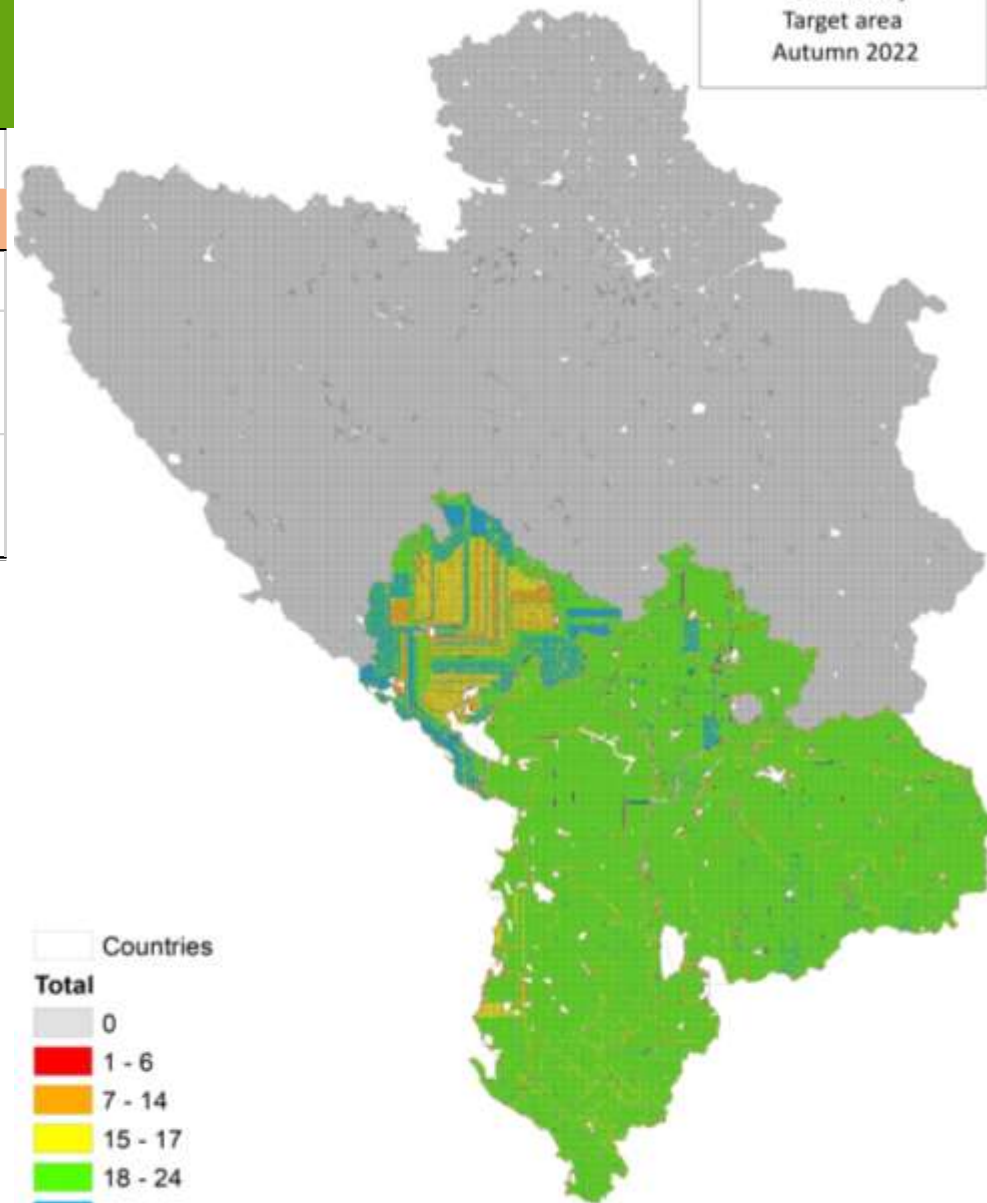 Target area
Autumn 2022
Countries
Total
0
1 - 6
7 - 14
15 - 17
18 - 24